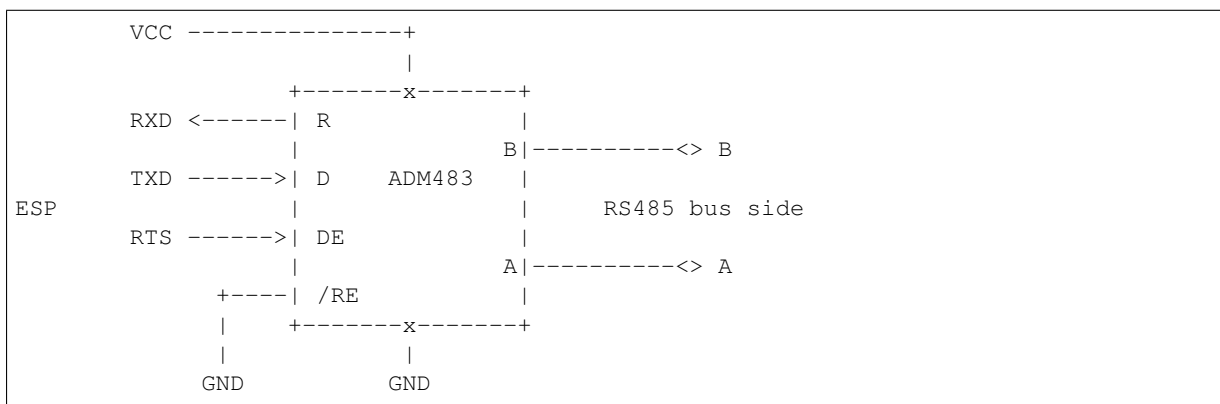 VCC ---------------+
|
+-------x-------+
RXD <------| R |
| B|----------<> B
TXD ------>| D ADM483 |
ESP | | RS485 bus side
RTS ------>| DE |
| A|----------<> A
+----| /RE |
| +-------x-------+
| |
GND GND